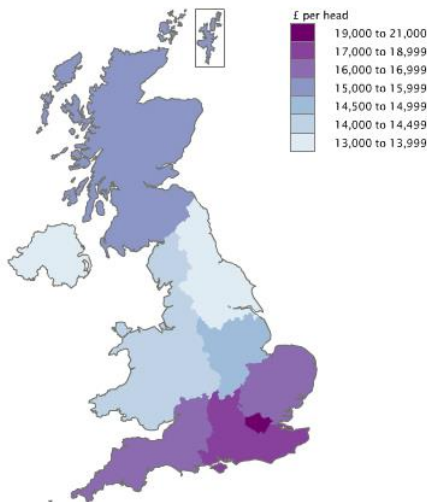 £ per head
19,000 to 21,000
17,000 to 18,999
16,000 to 16,999
15,000 to 15,999
14,500 to 14,999
14,000 to 14,499
13,000 to 13,999